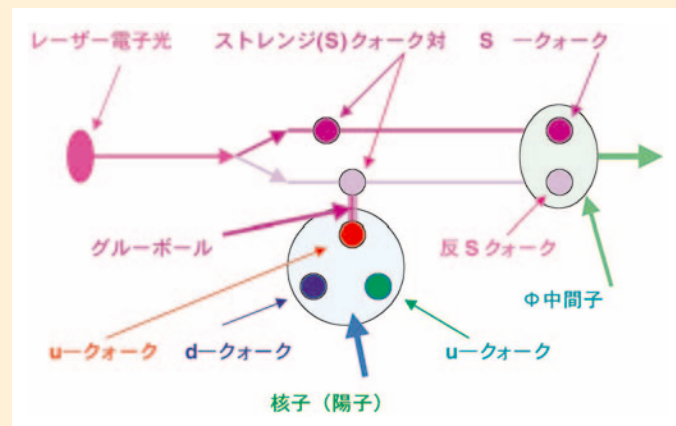 レーザー電子光
ストレンジ(S)クォーク対
S ークォーク
グルーボール
反Sクォーク
Φ中間子
uークォーク
dークォーク
uークォーク
核子（陽子）